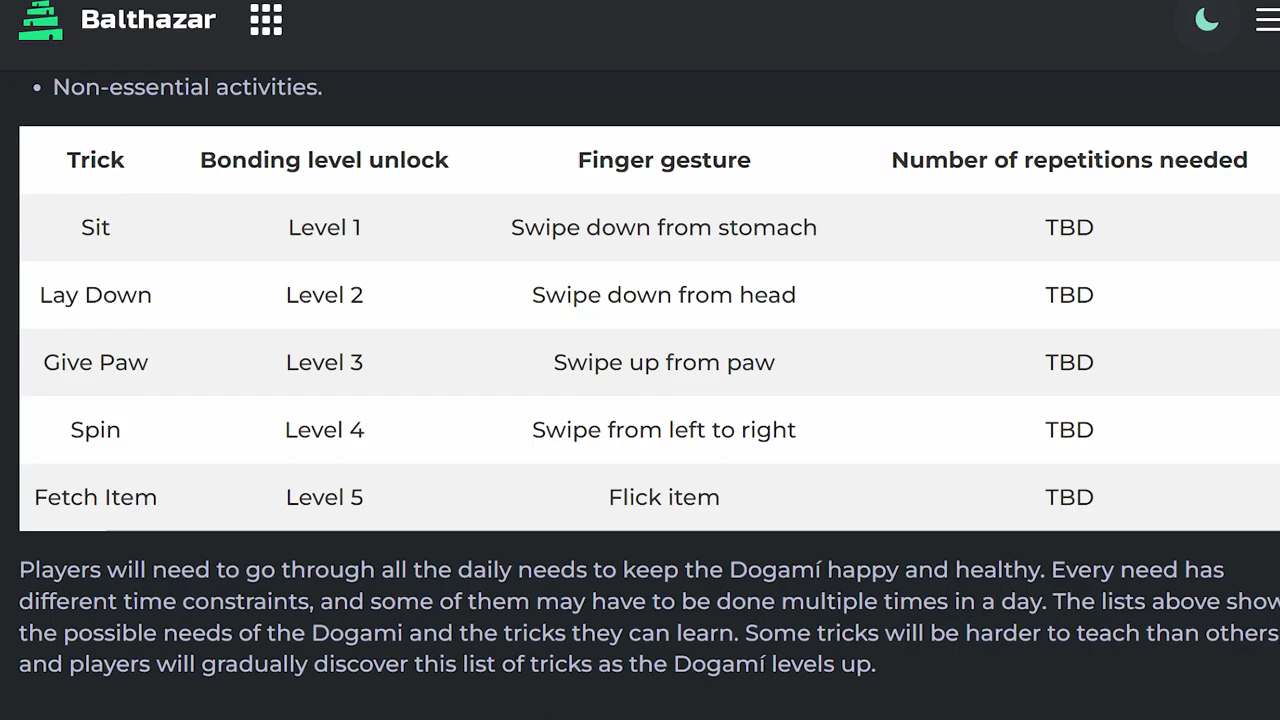 Balthazar
• Non-essential activities.
Trick Bonding level unlock Finger gesture Number of repetitions needed
Sit Level 1 Swipe down from stomach TBD
Lay Down Level 2 Swipe down from head TBD
Give Paw Level 3 Swipe up from paw TBD
Spin Level 4 Swipe from left to right TBD
Fetch Item Level 5 Flick item TBD
Players will need to go through all the daily needs to keep the Dogamí happy and healthy. Every need has
different time constraints, and some of them may have to be done multiple times in a day. The lists above show
the possible needs of the Dogami and the tricks they can learn. Some tricks will be harder to teach than others
and players will gradually discover this list of tricks as the Dogamí levels up.